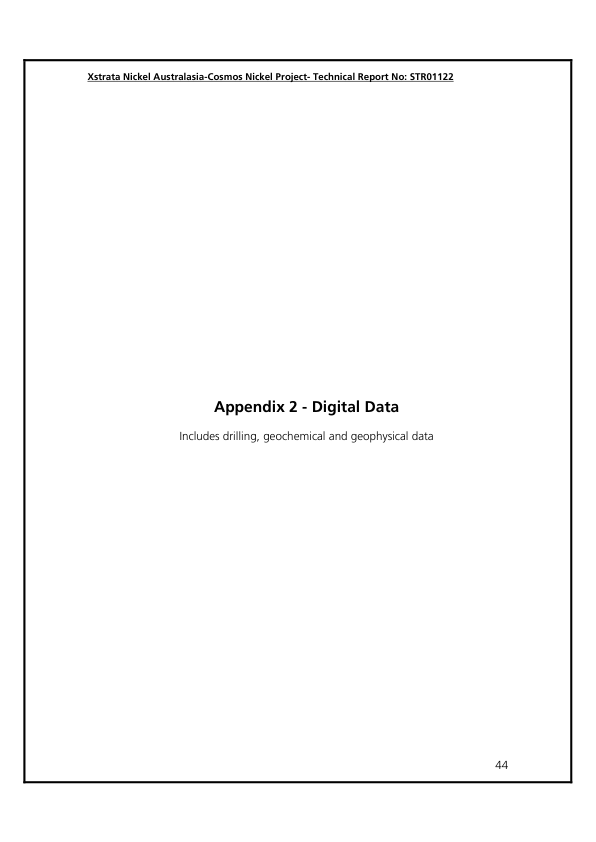 Xstrata Nickel Australasia-Cosmos Nickel Project- Technical Report No: STR01122
Appendix 2 - Digital Data
Includes drilling, geochemical and geophysical data
44